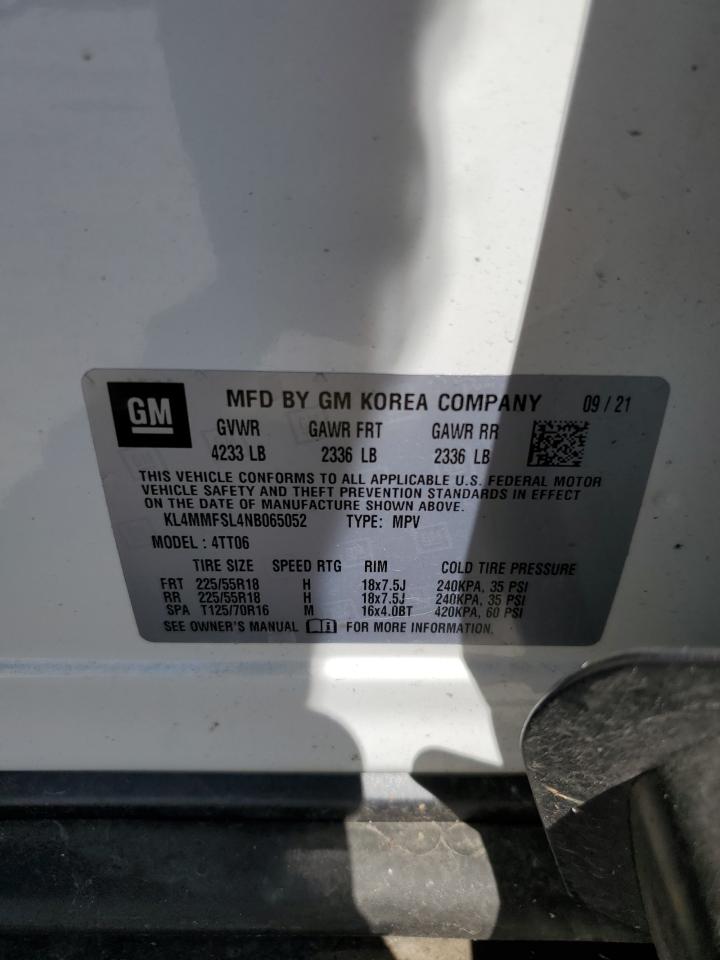 GM MFD BY GM KOREA COMPANY 09 / 21
GVWR GAWR FRT GAWR RR
4233 LB 2336 LB 2336 LB
THIS VEHICLE CONFORMS TO ALL APPLICABLE U.S. FEDERAL MOTOR
VEHICLE SAFETY AND THEFT PREVENTION STANDARDS IN EFFECT
ON THE DATE OF MANUFACTURE SHOWN ABOVE.
KL4MMFSL4NB065052 TYPE: MPV
MODEL : 4TT06
TIRE SIZE SPEED RTG RIM COLD TIRE PRESSURE
FRT 225/55R18 H 18x7.5J 240KPA, 35 PSI
RR 225/55R18 H 18x7.5J 240KPA, 35 PSI
SPA T125/70R16 M 16x4.0BT 420KPA, 60 PSI
SEE OWNER'S MANUAL FOR MORE INFORMATION.